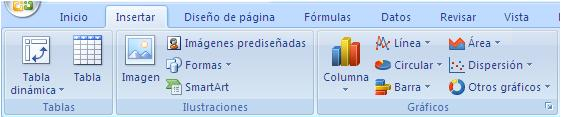 Inicio Insertar Diseño de página Fórmulas Datos Revisar Vista
Tabla dinámica
Tabla
Tablas
Imagen
Imágenes prediseñadas
Formas
SmartArt
Ilustraciones
Columna
Línea
Circular
Barra
Área
Dispersión
Otros gráficos
Gráficos